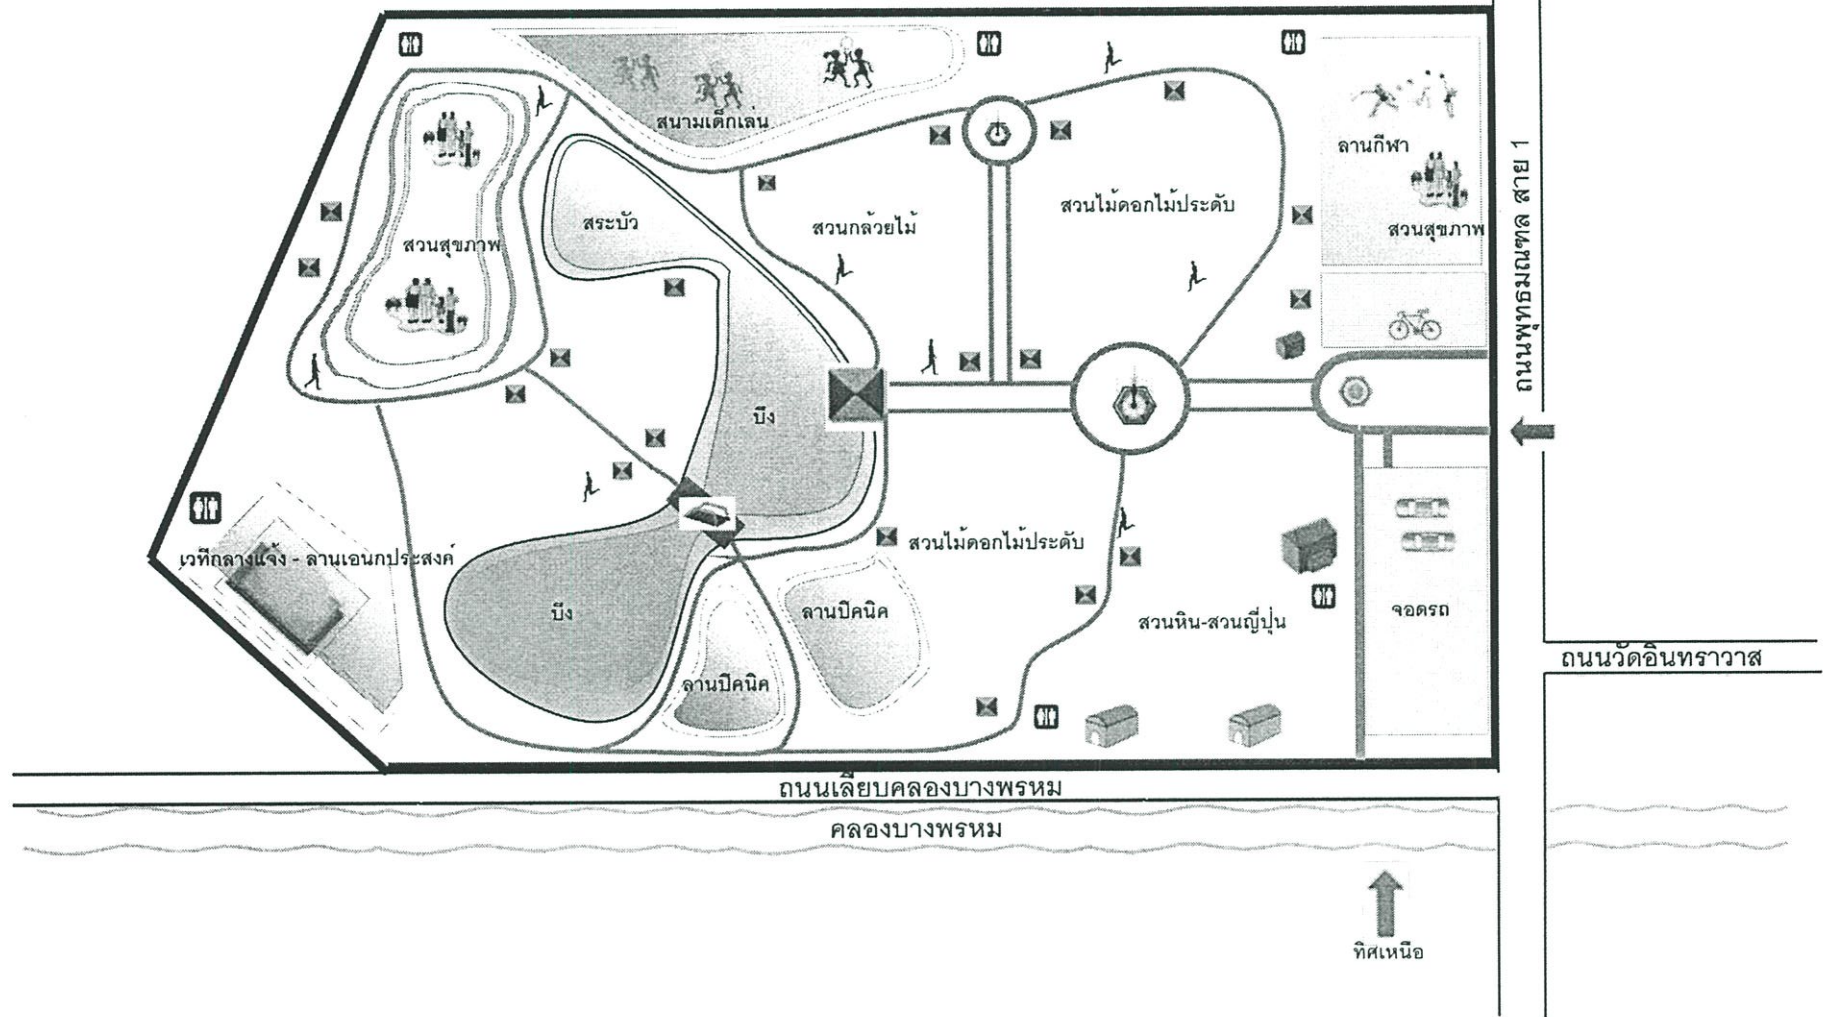 สนามเด็กเล่น
ลานกีฬา
สวนไม้ดอกไม้ประดับ
สระบัว
สวนกล้วยไม้
สวนสุขภาพ
สวนสุขภาพ
ถนนพุทธมณฑล สาย 1
บึง
สวนไม้ดอกไม้ประดับ
เวทีกลางแจ้ง - ลานเอนกประสงค์
บึง
ลานปิคนิค
สวนหิน-สวนญี่ปุ่น
จอดรถ
ถนนวัดอินทราวาส
ลานปิคนิค
ถนนเลียบคลองบางพรหม
คลองบางพรหม
ทิศเหนือ